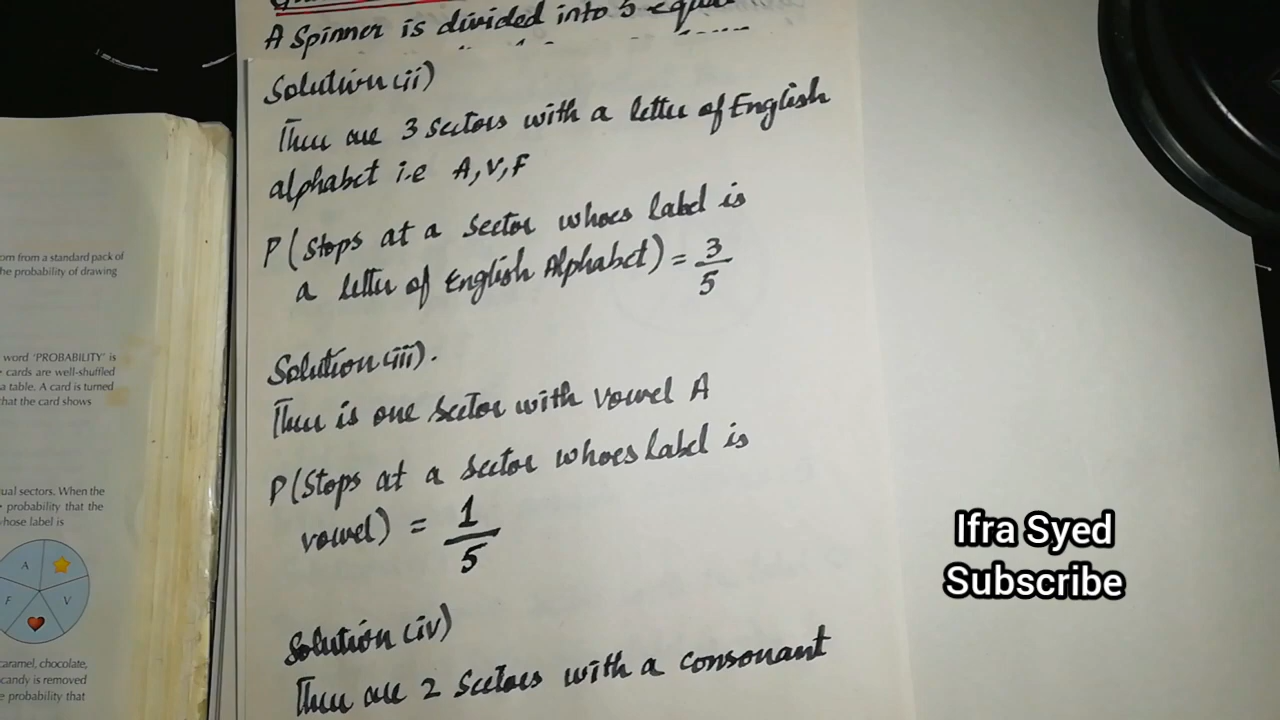 A Spinner is divided into 5 equal
Solution (ii)
There are 3 sectors with a letter of English
alphabet i.e A, V, F
P (Stops at a sector whoes label is
a letter of English Alphabet) = 3/5
Solution (iii).
There is one sector with vowel A
P (Stops at a sector whoes label is
vowel) = 1/5
Solution (iv)
There are 2 sectors with a consonant
om from a standard pack of
he probability of drawing
word 'PROBABILITY' is
cards are well-shuffled
a table. A card is turned
that the card shows
ual sectors. When the
probability that the
hose label is
A
F
V
caramel, chocolate,
candy is removed
e probability that
Ifra Syed
Subscribe